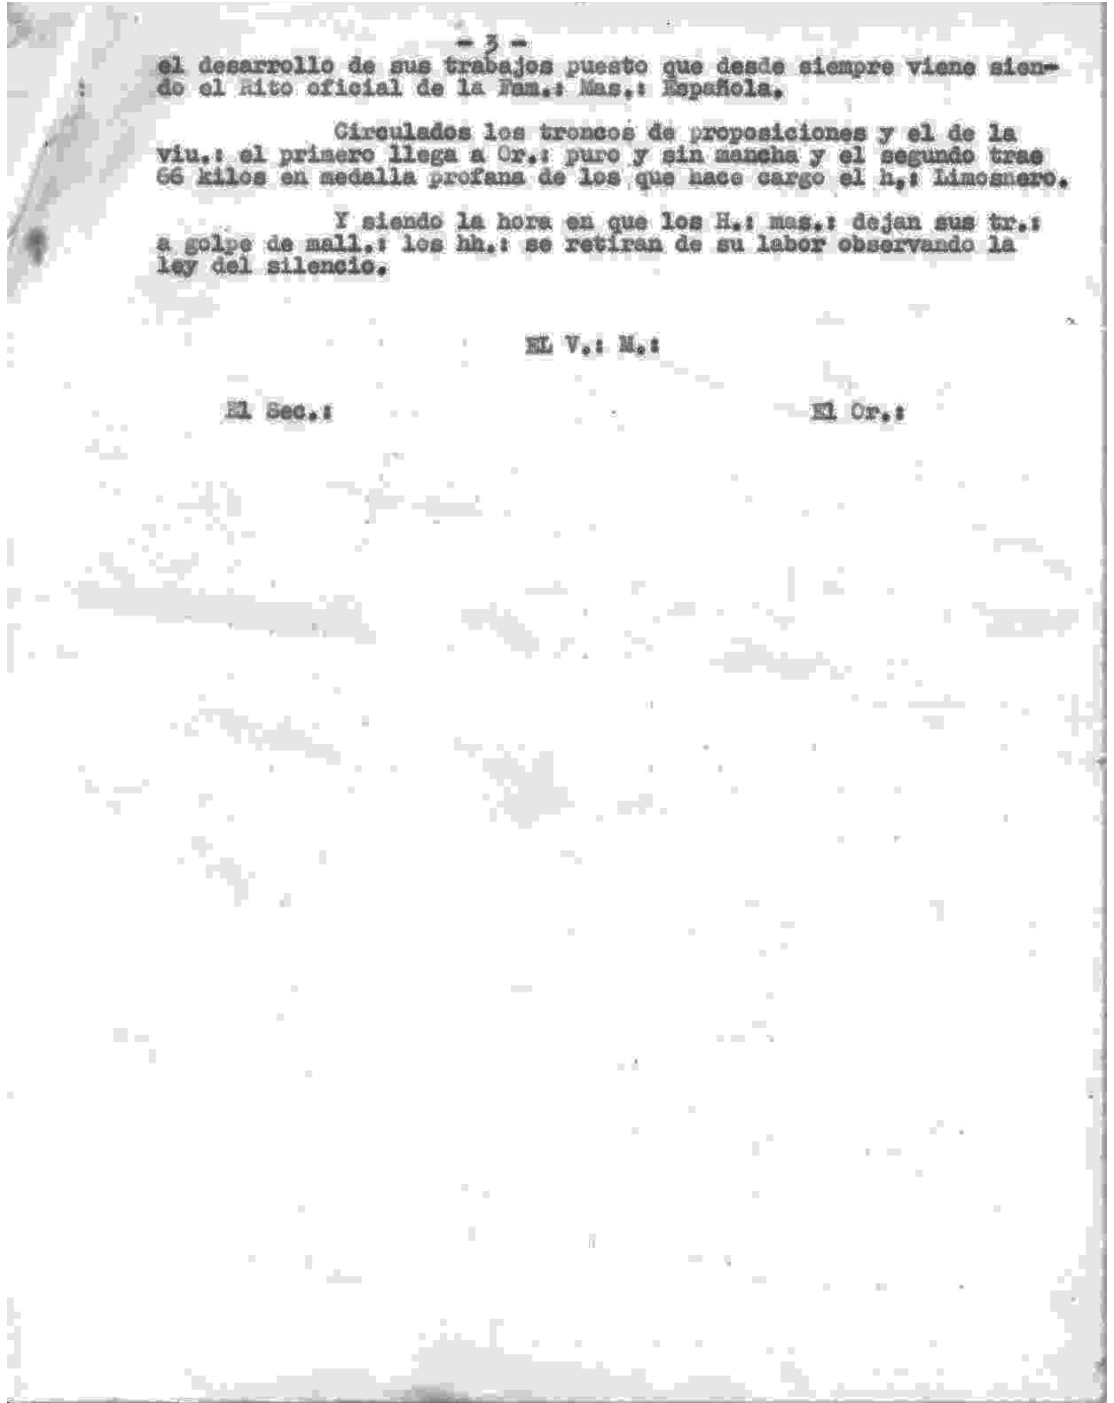 - 3 -
el desarrollo de sus trabajos puesto que desde siempre viene sien-
do el Rito oficial de la Fam.: Mas.: Española.
Circulados los troncos de proposiciones y el de la
viu.: el primero llega a Or.: puro y sin mancha y el segundo trae
66 kilos en medalla profana de los que hace cargo el h.: Limosnero.
Y siendo la hora en que los H.: mas.: dejan sus tr.:
a golpe de mall.: los hh.: se retiran de su labor observando la
ley del silencio.
EL V.: M.:
El Sec.: El Or.: